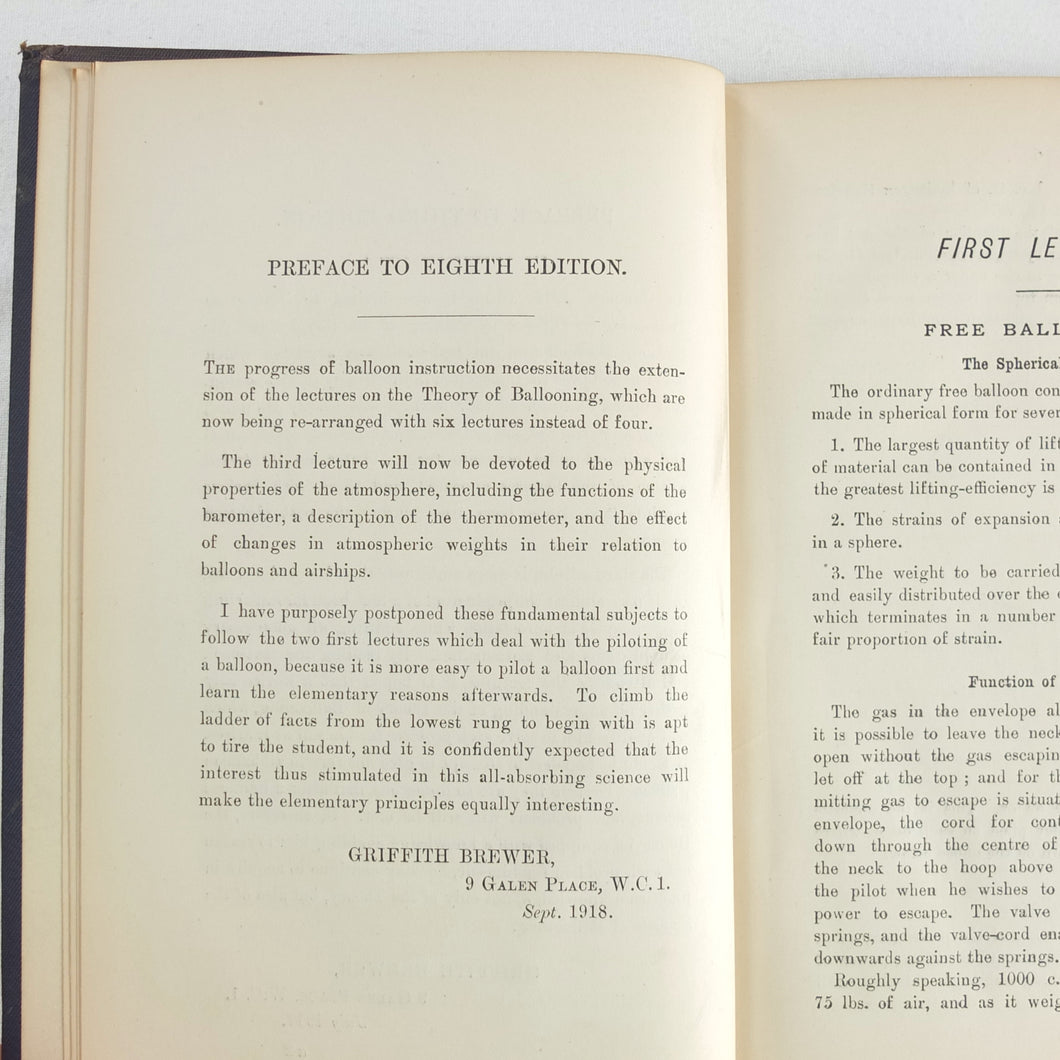 PREFACE TO EIGHTH EDITION.
THE progress of balloon instruction necessitates the exten-
sion of the lectures on the Theory of Ballooning, which are
now being re-arranged with six lectures instead of four.
The third lecture will now be devoted to the physical
properties of the atmosphere, including the functions of the
barometer, a description of the thermometer, and the effect
of changes in atmospheric weights in their relation to
balloons and airships.
I have purposely postponed these fundamental subjects to
follow the two first lectures which deal with the piloting of
a balloon, because it is more easy to pilot a balloon first and
learn the elementary reasons afterwards. To climb the
ladder of facts from the lowest rung to begin with is apt
to tire the student, and it is confidently expected that the
interest thus stimulated in this all-absorbing science will
make the elementary principles equally interesting.
GRIFFITH BREWER,
9 GALEN PLACE, W.C. 1.
Sept. 1918.
FIRST LE
FREE BALL
The Spherical
The ordinary free balloon con
made in spherical form for sever
1. The largest quantity of lift
of material can be contained in
the greatest lifting-efficiency is
2. The strains of expansion
in a sphere.
3. The weight to be carried
and easily distributed over the
which terminates in a number
fair proportion of strain.
Function of
The gas in the envelope al
it is possible to leave the neck
open without the gas escapin
let off at the top ; and for th
mitting gas to escape is situat
envelope, the cord for cont
down through the centre of
the neck to the hoop above
the pilot when he wishes to
power to escape. The valve
springs, and the valve-cord ena
downwards against the springs.
Roughly speaking, 1000 c.
75 lbs. of air, and as it weig